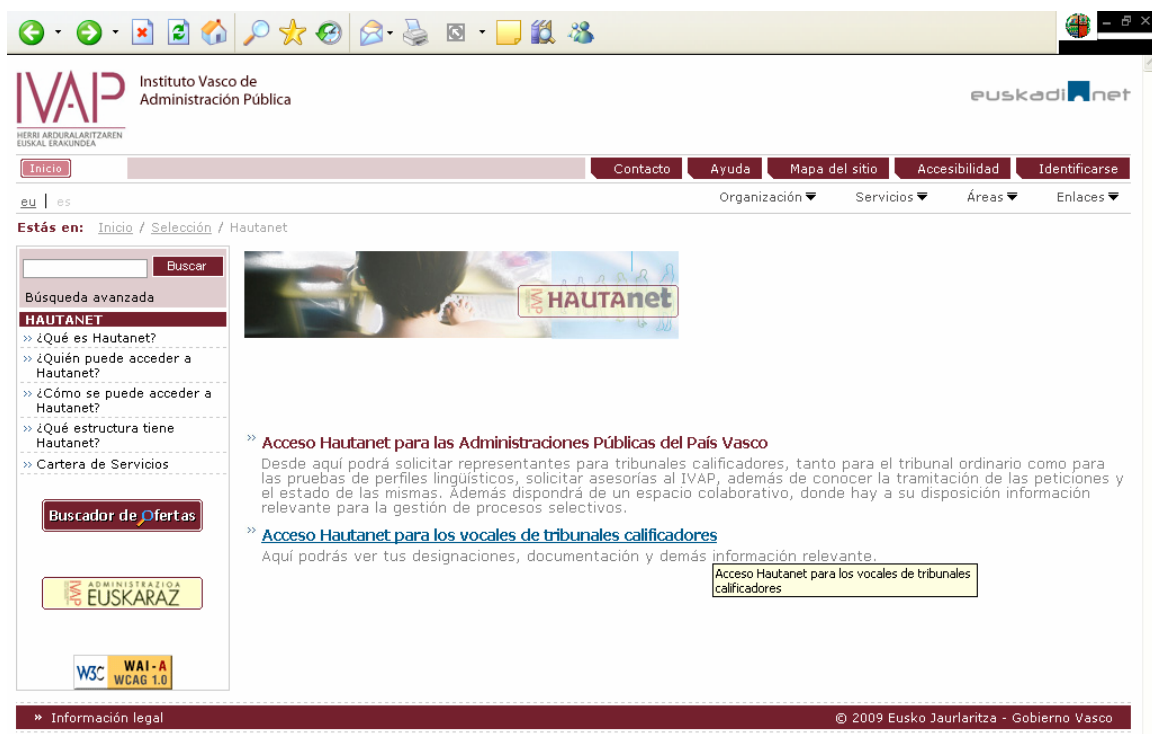 IVAP
Instituto Vasco de
Administración Pública
HERRI ARDURALARITZAREN
EUSKAL ERAKUNDEA
euskadi net
Inicio
Contacto
Ayuda
Mapa del sitio
Accesibilidad
Identificarse
eu | es
Organización
Servicios
Áreas
Enlaces
Estás en: Inicio / Selección / Hautanet
Buscar
Búsqueda avanzada
HAUTANET
» ¿Qué es Hautanet?
» ¿Quién puede acceder a
Hautanet?
» ¿Cómo se puede acceder a
Hautanet?
» ¿Qué estructura tiene
Hautanet?
» Cartera de Servicios
Buscador de Ofertas
IVAP ADMINISTRAZIOA
EUSKARAZ
W3C WAI-A
WCAG 1.0
IVAP HAUTAnet
» Acceso Hautanet para las Administraciones Públicas del País Vasco
Desde aquí podrá solicitar representantes para tribunales calificadores, tanto para el tribunal ordinario como para
las pruebas de perfiles lingüísticos, solicitar asesorías al IVAP, además de conocer la tramitación de las peticiones y
el estado de las mismas. Además dispondrá de un espacio colaborativo, donde hay a su disposición información
relevante para la gestión de procesos selectivos.
» Acceso Hautanet para los vocales de tribunales calificadores
Aquí podrás ver tus designaciones, documentación y demás información relevante.
Acceso Hautanet para los vocales de tribunales
calificadores
» Información legal
© 2009 Eusko Jaurlaritza - Gobierno Vasco